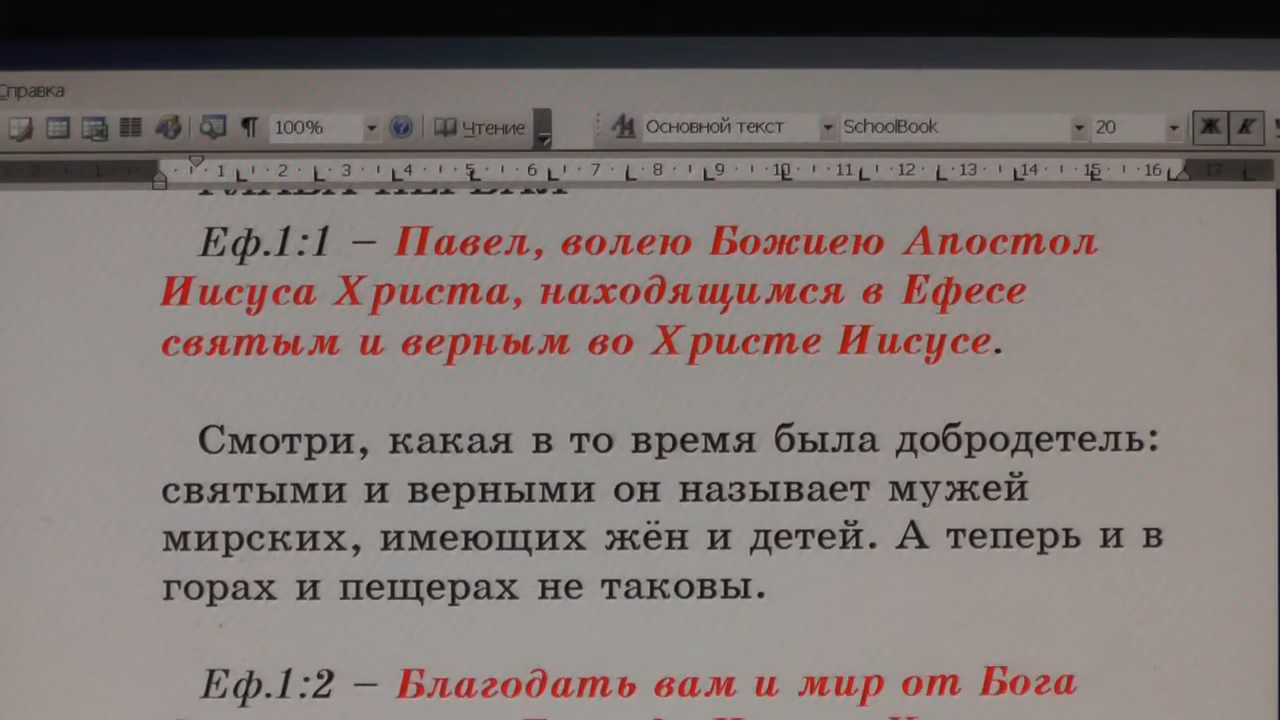 Справка
100% Чтение Основной текст SchoolBook 20 Ж К
2 1 1 2 3 4 5 6 7 8 9 10 11 12 13 14 15 16 17
Еф.1:1 – Павел, волею Божиею Апостол
Иисуса Христа, находящимся в Ефесе
святым и верным во Христе Иисусе.
Смотри, какая в то время была добродетель:
святыми и верными он называет мужей
мирских, имеющих жён и детей. А теперь и в
горах и пещерах не таковы.
Еф.1:2 – Благодать вам и мир от Бога